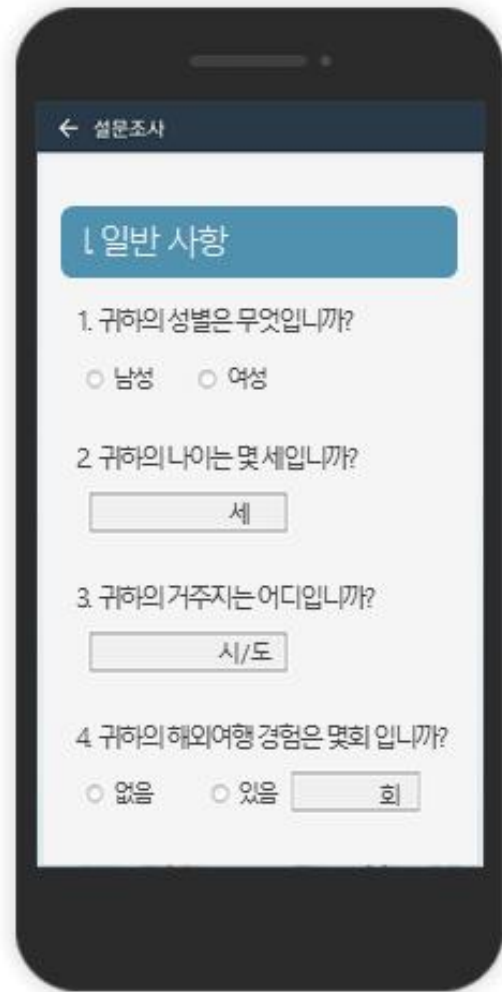 ← 설문조사
I. 일반 사항
1. 귀하의 성별은 무엇입니까?
남성 여성
2. 귀하의 나이는 몇 세입니까?
세
3. 귀하의 거주지는 어디입니까?
시/도
4. 귀하의 해외여행 경험은 몇회 입니까?
없음 있음 회